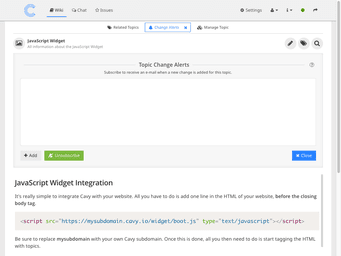 Wiki Chat Issues Settings
Related Topics Change Alerts Manage Topic
JavaScript Widget
All information about the JavaScript Widget
Topic Change Alerts
Subscribe to receive an e-mail when a new change is added for this topic.
Add Unsubscribe Close
JavaScript Widget Integration
It's really simple to integrate Cavy with your website. All you have to do is add one line in the HTML of your website, before the closing
body tag.
<script src="https://mysubdomain.cavy.io/widget/boot.js" type="text/javascript"></script>
Be sure to replace mysubdomain with your own Cavy subdomain. Once this is done, all you then need to do is start tagging the HTML
with topics.